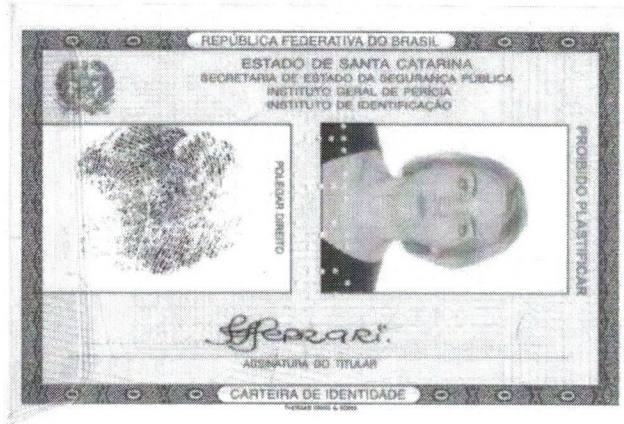 REPÚBLICA FEDERATIVA DO BRASIL
ESTADO DE SANTA CATARINA
SECRETARIA DE ESTADO DA SEGURANÇA PÚBLICA
INSTITUTO GERAL DE PERÍCIA
INSTITUTO DE IDENTIFICAÇÃO
POLEGAR DIREITO
PROIBIDO PLASTIFICAR
ASSINATURA DO TITULAR
CARTEIRA DE IDENTIDADE